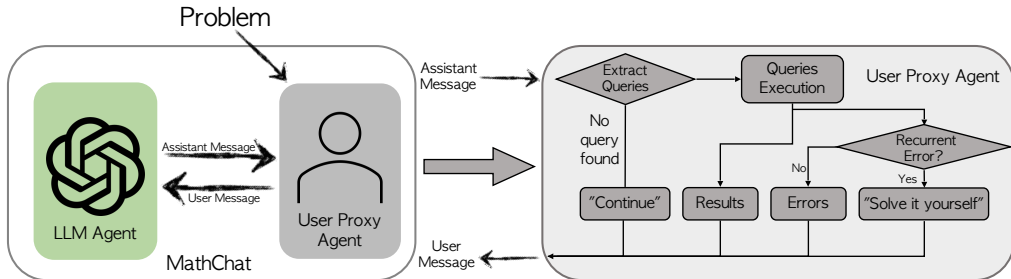 Problem
LLM Agent
Assistant Message
User Message
User Proxy
Agent
MathChat
Assistant
Message
User
Message
Extract
Queries
Queries
Execution
User Proxy Agent
No
query
found
Recurrent
Error?
No
Yes
"Continue"
Results
Errors
"Solve it yourself"